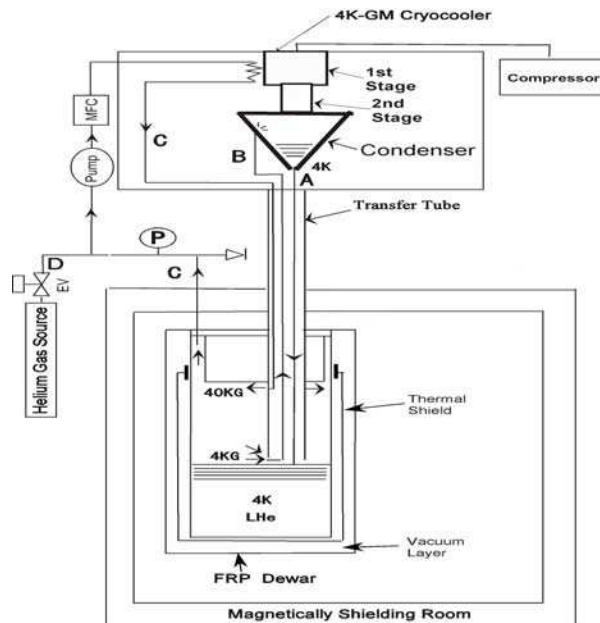 4K-GM Cryocooler
1st
Stage
2nd
Stage
Compressor
MFC
C
B
Condenser
4K
A
Pump
Transfer Tube
P
D
C
EV
Helium Gas Source
40KG
Thermal
Shield
4KG
4K
LHe
Vacuum
Layer
FRP Dewar
Magnetically Shielding Room